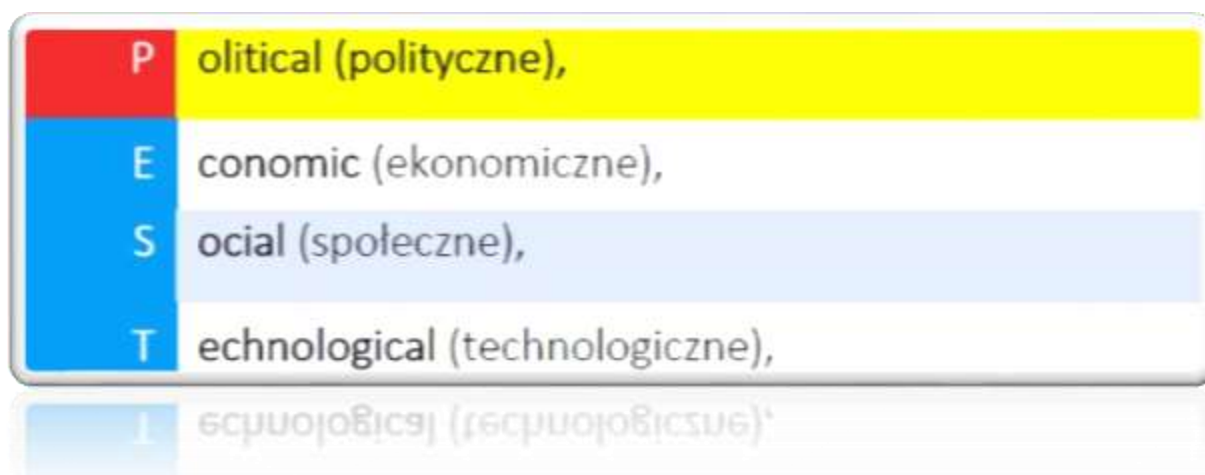 P olitical (polityczne),
E conomic (ekonomiczne),
S ocial (społeczne),
T echnological (technologiczne),